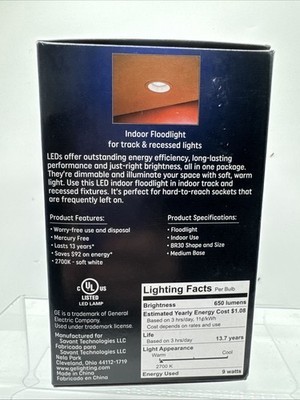 Indoor Floodlight
for track & recessed lights
LEDs offer outstanding energy efficiency, long-lasting
performance and just-right brightness, all in one package.
They're dimmable and illuminate your space with soft, warm
light. Use this LED indoor floodlight in indoor track and
recessed fixtures. It's perfect for hard-to-reach sockets that
are frequently left on.
Product Features:
• Worry-free use and disposal
• Mercury Free
• Lasts 13 years*
• Saves $92 on energy*
• 2700K - soft white
Product Specifications:
• Floodlight
• Indoor Use
• BR30 Shape and Size
• Medium Base
UL US
LISTED
LED LAMP
GE is a trademark of General
Electric Company
Used under trademark license.
Manufactured for
Savant Technologies LLC
Fabricado para
Savant Technologies LLC
Nela Park
Cleveland, Ohio 44112-1719
www.gelighting.com
Made in China
Fabricado en China
Lighting Facts Per Bulb
Brightness 650 lumens
Estimated Yearly Energy Cost $1.08
Based on 3 hrs/day, 11¢/kWh
Cost depends on rates and use
Life
Based on 3 hrs/day 13.7 years
Light Appearance
Warm Cool
2700 K
Energy Used 9 watts